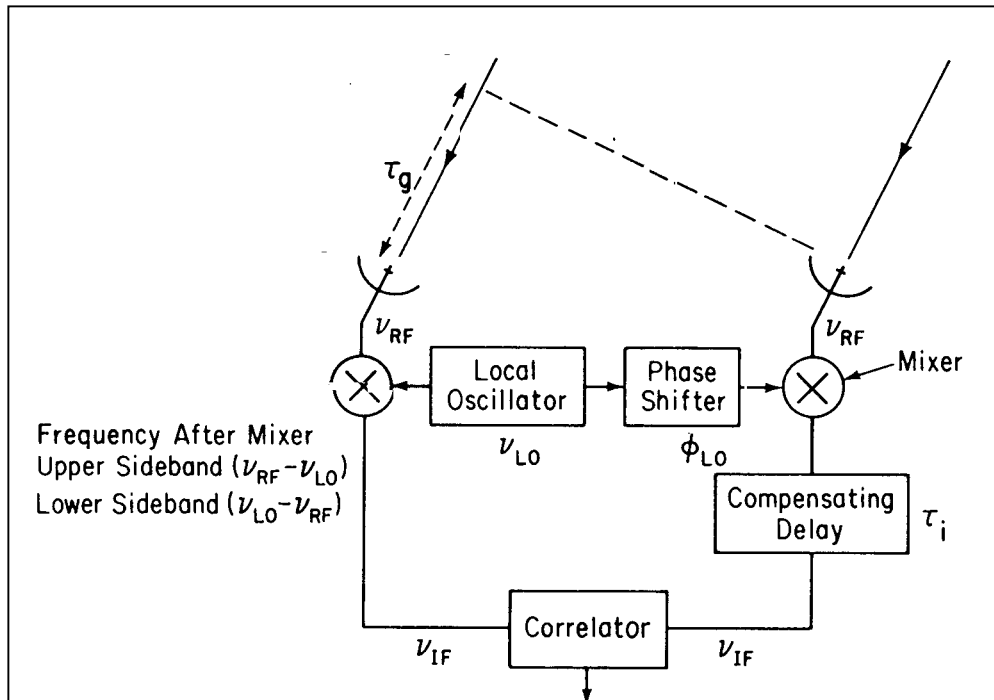 τg
νRF
νRF
Mixer
Local
Oscillator
Phase
Shifter
νLO
ϕLO
Frequency After Mixer
Upper Sideband (νRF−νLO)
Lower Sideband (νLO−νRF)
Compensating
Delay
τi
Correlator
νIF
νIF